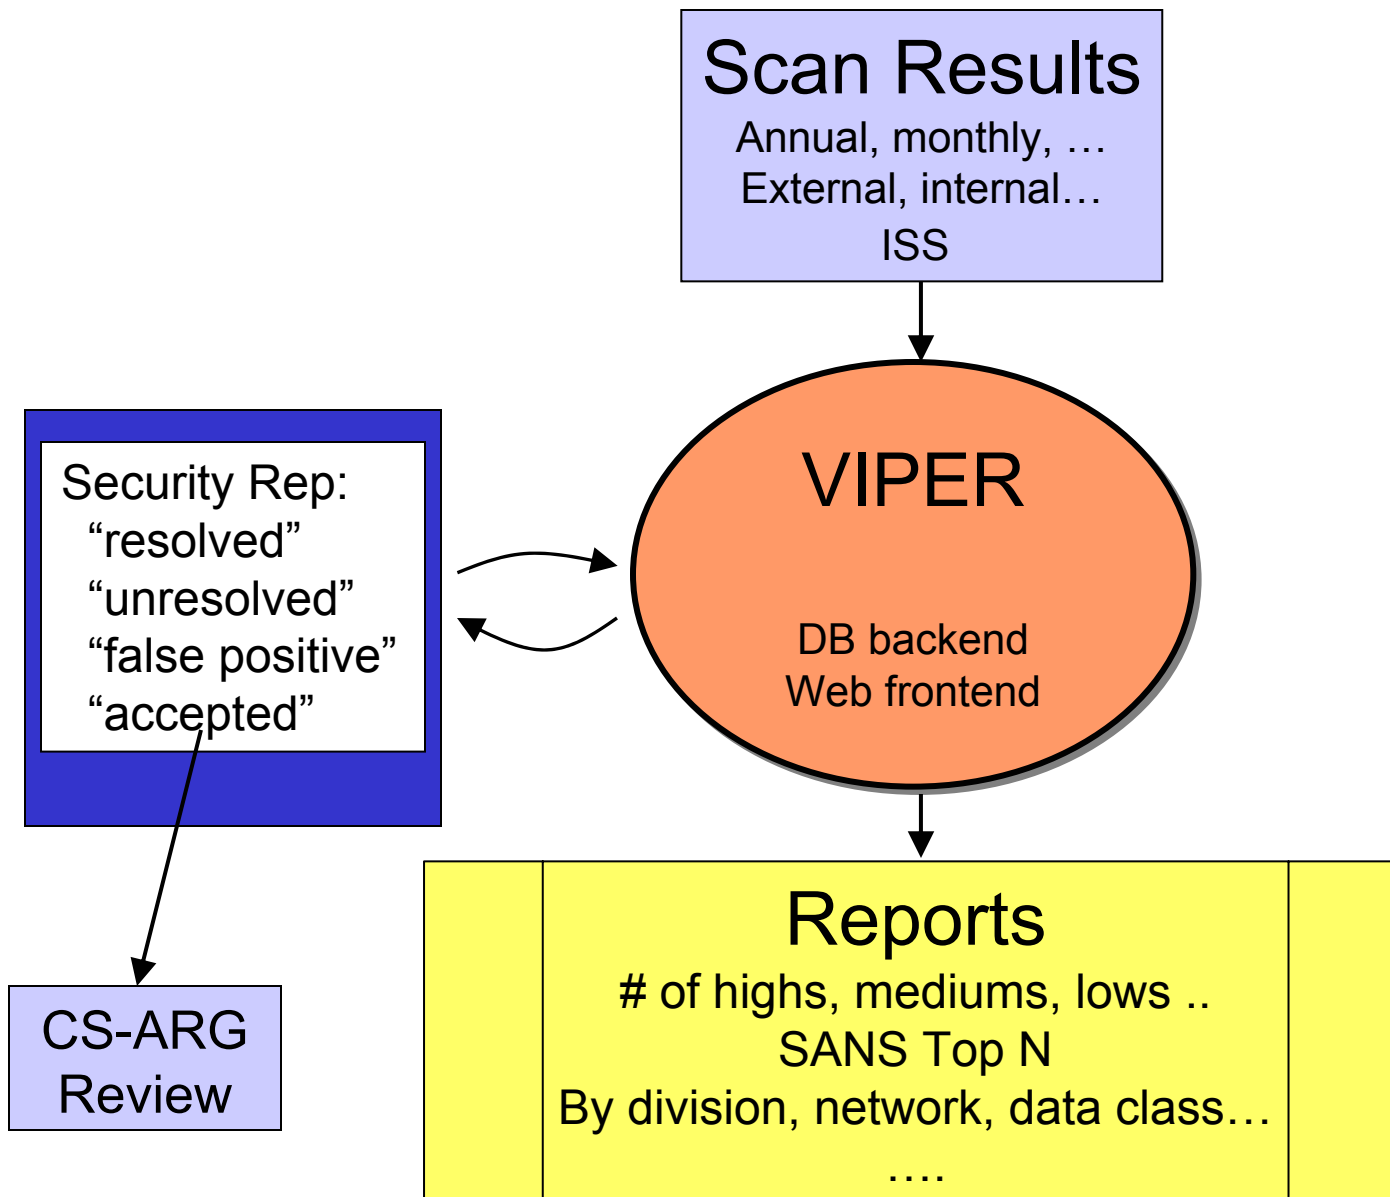 Scan Results
Annual, monthly, …
External, internal…
ISS
VIPER
DB backend
Web frontend
Security Rep:
“resolved”
“unresolved”
“false positive”
“accepted”
CS-ARG
Review
Reports
# of highs, mediums, lows ..
SANS Top N
By division, network, data class…
….